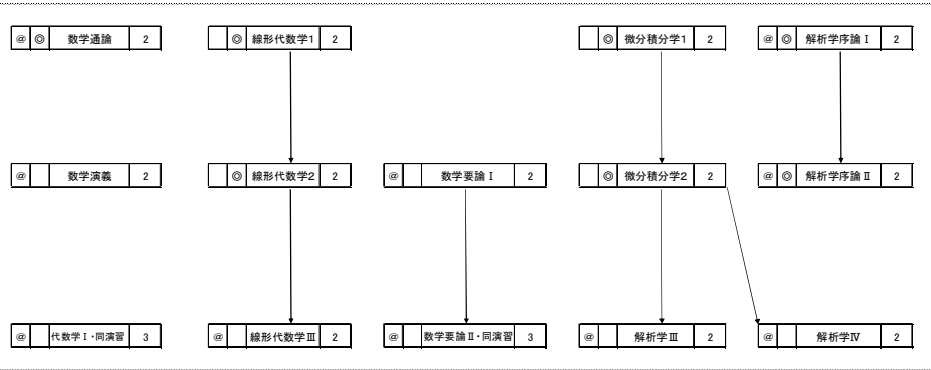 @ ◎ 数学通論 2
◎ 線形代数学1 2
◎ 微分積分学1 2
@ ◎ 解析学序論Ⅰ 2
@ 数学演義 2
◎ 線形代数学2 2
@ 数学要論Ⅰ 2
◎ 微分積分学2 2
@ ◎ 解析学序論Ⅱ 2
@ 代数学Ⅰ・同演習 3
@ 線形代数学Ⅲ 2
@ 数学要論Ⅱ・同演習 3
@ 解析学Ⅲ 2
@ 解析学Ⅳ 2